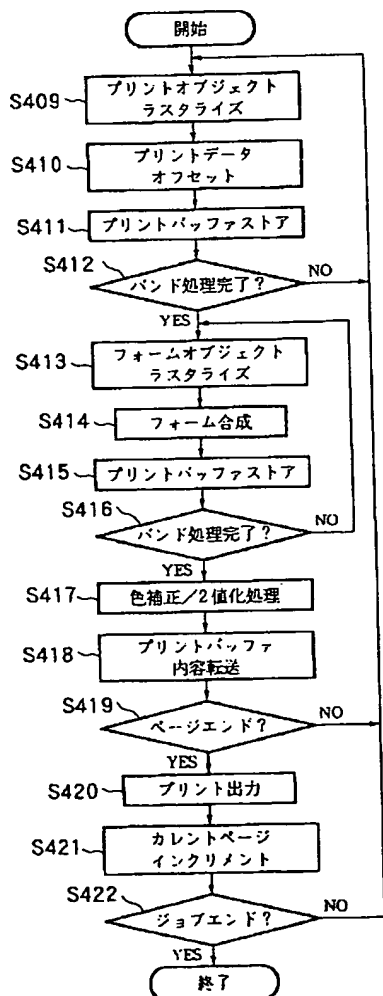 開始
S409
プリントオブジェクト
ラスタライズ
S410
プリントデータ
オフセット
S411
プリントバッファストア
S412
バンド処理完了?
NO
YES
S413
フォームオブジェクト
ラスタライズ
S414
フォーム合成
S415
プリントバッファストア
S416
バンド処理完了?
NO
YES
S417
色補正/2値化処理
S418
プリントバッファ
内容転送
S419
ページエンド?
NO
YES
S420
プリント出力
S421
カレントページ
インクリメント
S422
ジョブエンド?
NO
YES
終了